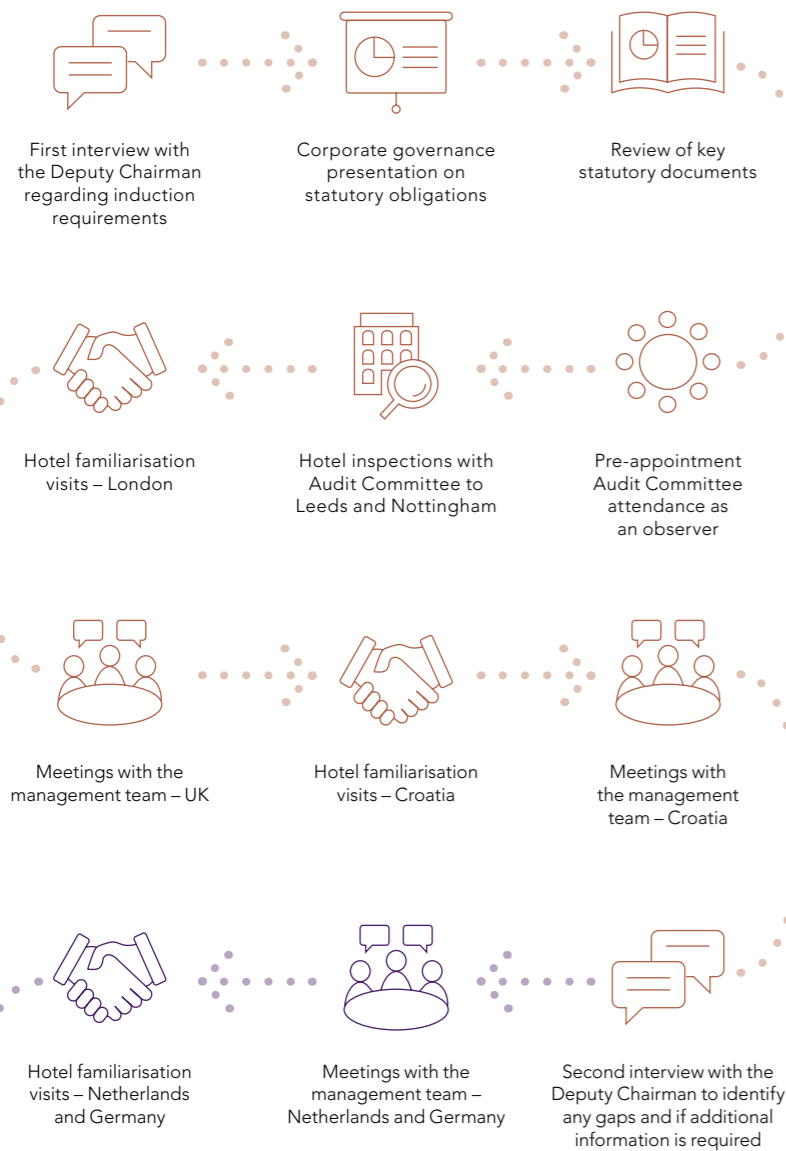 First interview with
the Deputy Chairman
regarding induction
requirements
Corporate governance
presentation on
statutory obligations
Review of key
statutory documents
Hotel familiarisation
visits – London
Hotel inspections with
Audit Committee to
Leeds and Nottingham
Pre-appointment
Audit Committee
attendance as
an observer
Meetings with the
management team – UK
Hotel familiarisation
visits – Croatia
Meetings with
the management
team – Croatia
Hotel familiarisation
visits – Netherlands
and Germany
Meetings with the
management team –
Netherlands and Germany
Second interview with the
Deputy Chairman to identify
any gaps and if additional
information is required